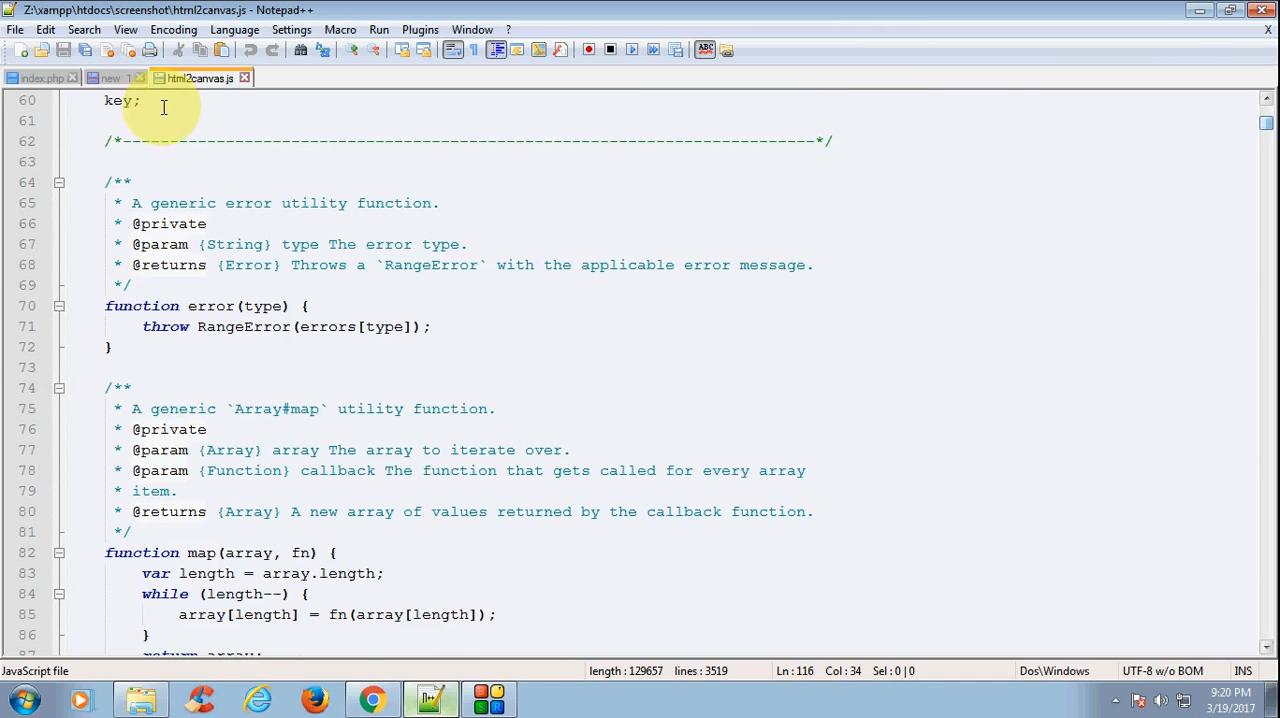 Z:\xampp\htdocs\screenshot\html2canvas.js - Notepad++
File Edit Search View Encoding Language Settings Macro Run Plugins Window ? X
index.php new 1 html2canvas.js
60 key;
61
62 /*---------------------------------------------------------------------------*/
63
64 /**
65 * A generic error utility function.
66 * @private
67 * @param {String} type The error type.
68 * @returns {Error} Throws a `RangeError` with the applicable error message.
69 */
70 function error(type) {
71 throw RangeError(errors[type]);
72 }
73
74 /**
75 * A generic `Array#map` utility function.
76 * @private
77 * @param {Array} array The array to iterate over.
78 * @param {Function} callback The function that gets called for every array
79 * item.
80 * @returns {Array} A new array of values returned by the callback function.
81 */
82 function map(array, fn) {
83 var length = array.length;
84 while (length--) {
85 array[length] = fn(array[length]);
86 }
return array;
JavaScript file length : 129657 lines : 3519 Ln : 116 Col : 34 Sel : 0 | 0 Dos\Windows UTF-8 w/o BOM INS
9:20 PM
3/19/2017